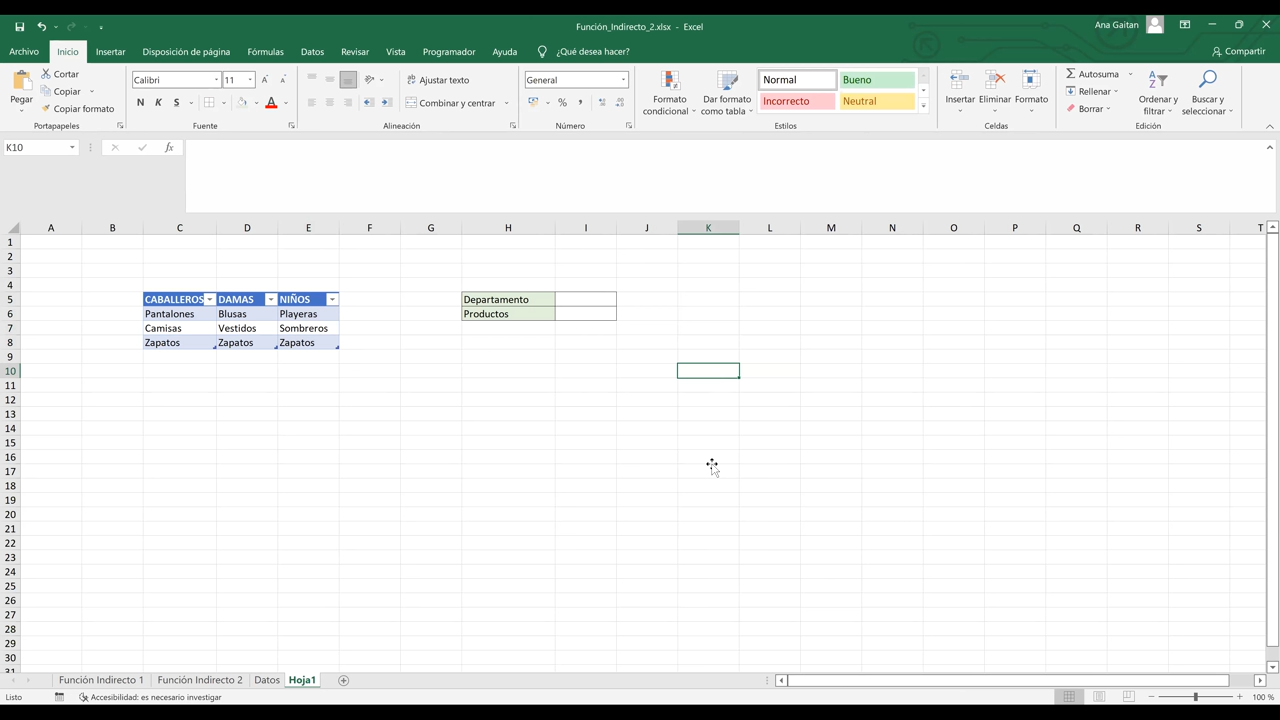 Función_Indirecto_2.xlsx - Excel
Ana Gaitan
Archivo Inicio Insertar Disposición de página Fórmulas Datos Revisar Vista Programador Ayuda ¿Qué desea hacer? Compartir
Pegar
Cortar
Copiar
Copiar formato
Portapapeles
Calibri 11
N K S A
Fuente
Ajustar texto
Combinar y centrar
Alineación
General
%
Número
Formato condicional
Dar formato como tabla
Normal Bueno
Incorrecto Neutral
Estilos
Insertar Eliminar Formato
Celdas
Autosuma
Rellenar
Borrar
Ordenar y filtrar
Buscar y seleccionar
Edición
K10 fx
A B C D E F G H I J K L M N O P Q R S T
1
2
3
4
5 CABALLEROS DAMAS NIÑOS Departamento
6 Pantalones Blusas Playeras Productos
7 Camisas Vestidos Sombreros
8 Zapatos Zapatos Zapatos
9
10
11
12
13
14
15
16
17
18
19
20
21
22
23
24
25
26
27
28
29
30
31
Función Indirecto 1 Función Indirecto 2 Datos Hoja1
Listo Accesibilidad: es necesario investigar 100 %